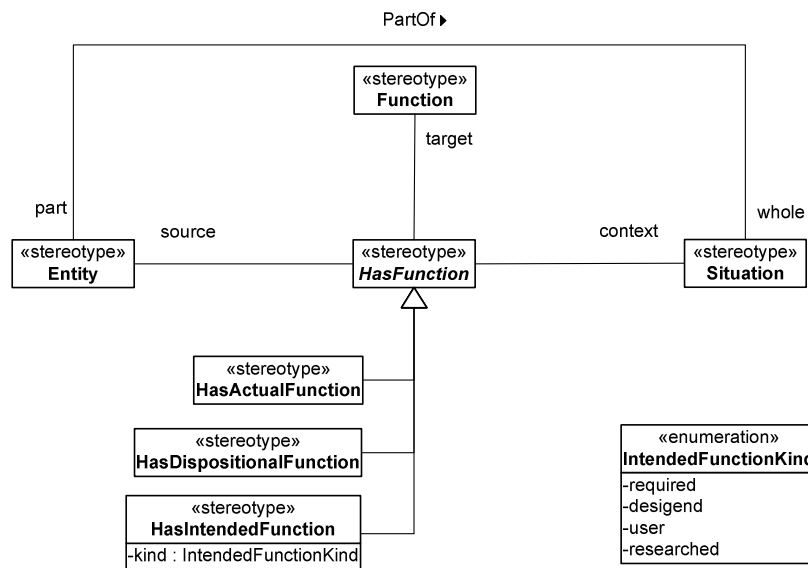 PartOf ▶
«stereotype»
Function
target
part
source
context
whole
«stereotype»
Entity
«stereotype»
HasFunction
«stereotype»
Situation
«stereotype»
HasActualFunction
«stereotype»
HasDispositionalFunction
«stereotype»
HasIntendedFunction
-kind : IntendedFunctionKind
«enumeration»
IntendedFunctionKind
-required
-desigend
-user
-researched